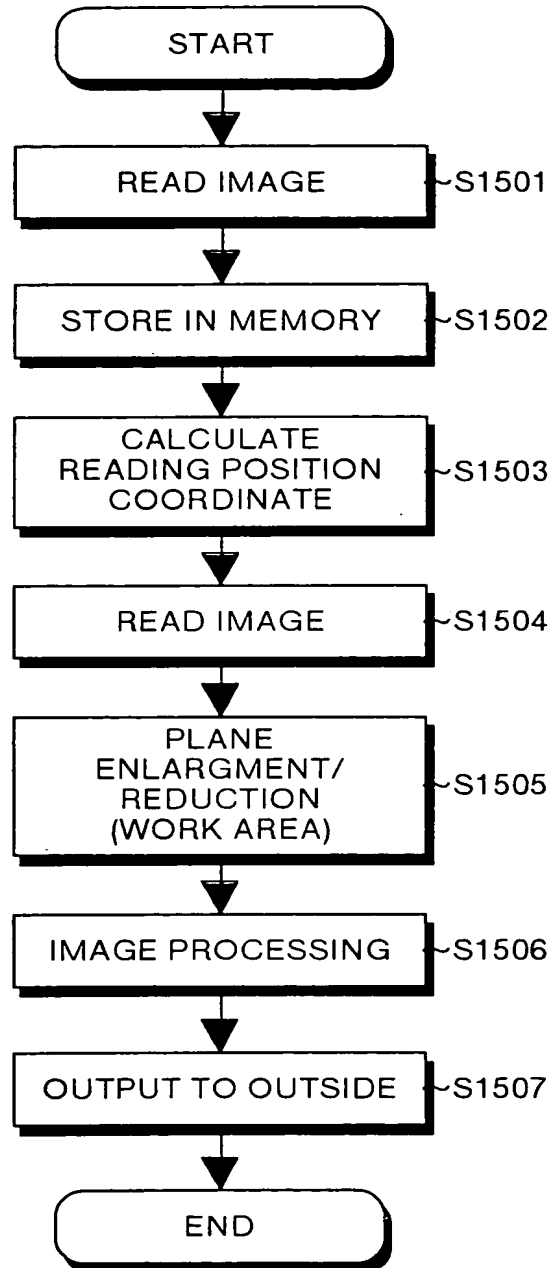 START
READ IMAGE
S1501
STORE IN MEMORY
S1502
CALCULATE
READING POSITION
COORDINATE
S1503
READ IMAGE
S1504
PLANE
ENLARGMENT/
REDUCTION
(WORK AREA)
S1505
IMAGE PROCESSING
S1506
OUTPUT TO OUTSIDE
S1507
END